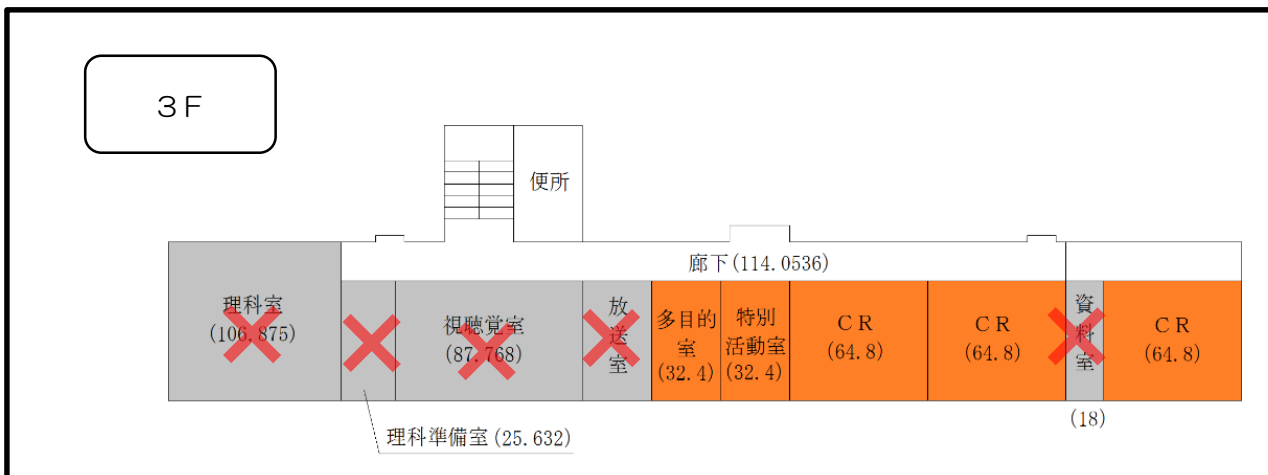 ３Ｆ
便所
廊下(114.0536)
理科室
(106.875)
視聴覚室
(87.768)
放
送
室
多目的
室
(32.4)
特別
活動室
(32.4)
ＣＲ
(64.8)
ＣＲ
(64.8)
資
料
室
ＣＲ
(64.8)
(18)
理科準備室(25.632)